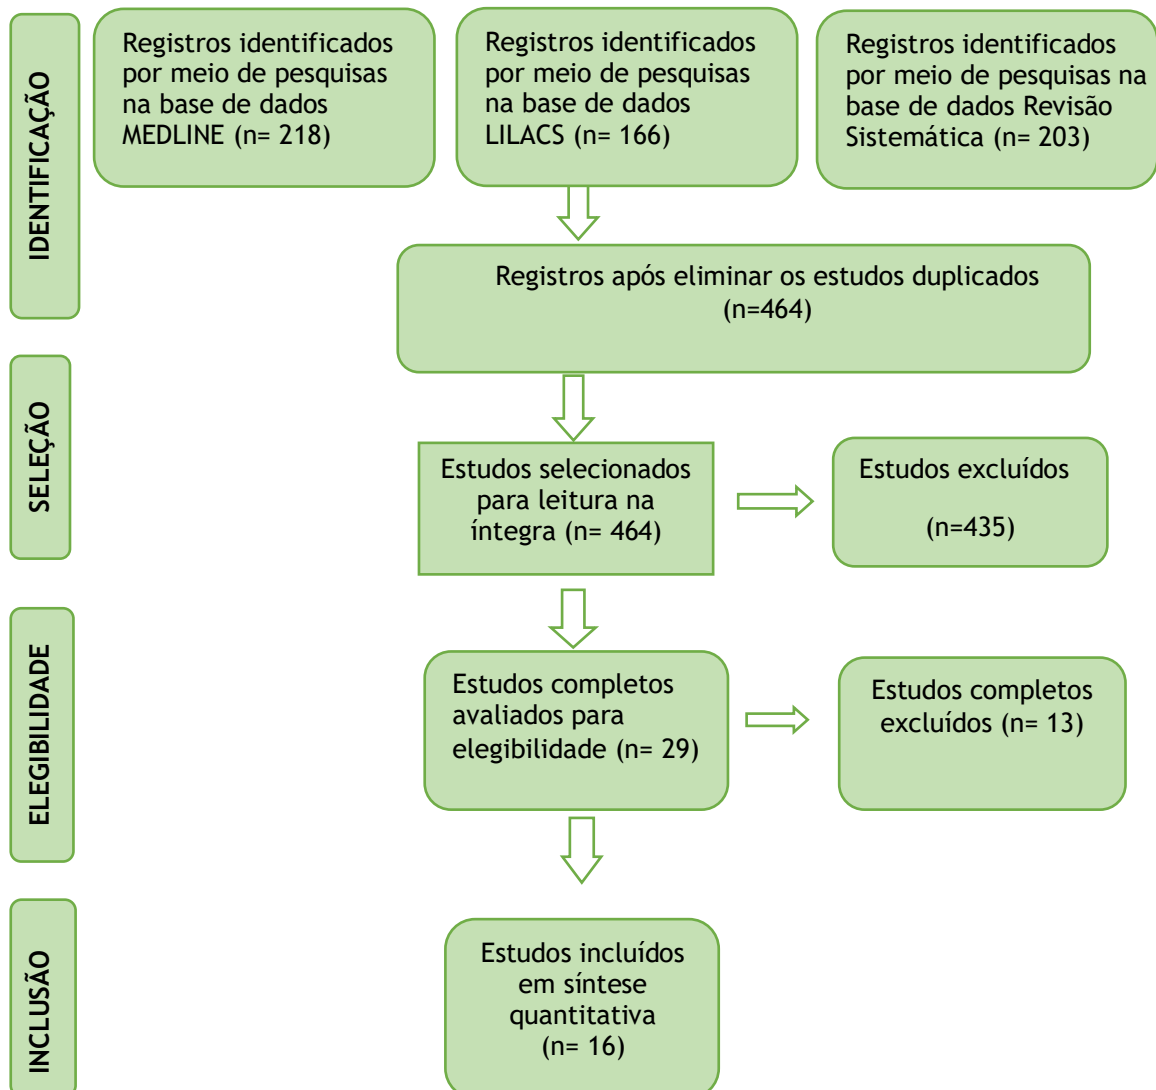 IDENTIFICAÇÃO
Registros identificados
por meio de pesquisas
na base de dados
MEDLINE (n= 218)
Registros identificados
por meio de pesquisas
na base de dados
LILACS (n= 166)
Registros identificados
por meio de pesquisas na
base de dados Revisão
Sistemática (n= 203)
Registros após eliminar os estudos duplicados
(n=464)
SELEÇÃO
Estudos selecionados
para leitura na
íntegra (n= 464)
Estudos excluídos
(n=435)
ELEGIBILIDADE
Estudos completos
avaliados para
elegibilidade (n= 29)
Estudos completos
excluídos (n= 13)
INCLUSÃO
Estudos incluídos
em síntese
quantitativa
(n= 16)